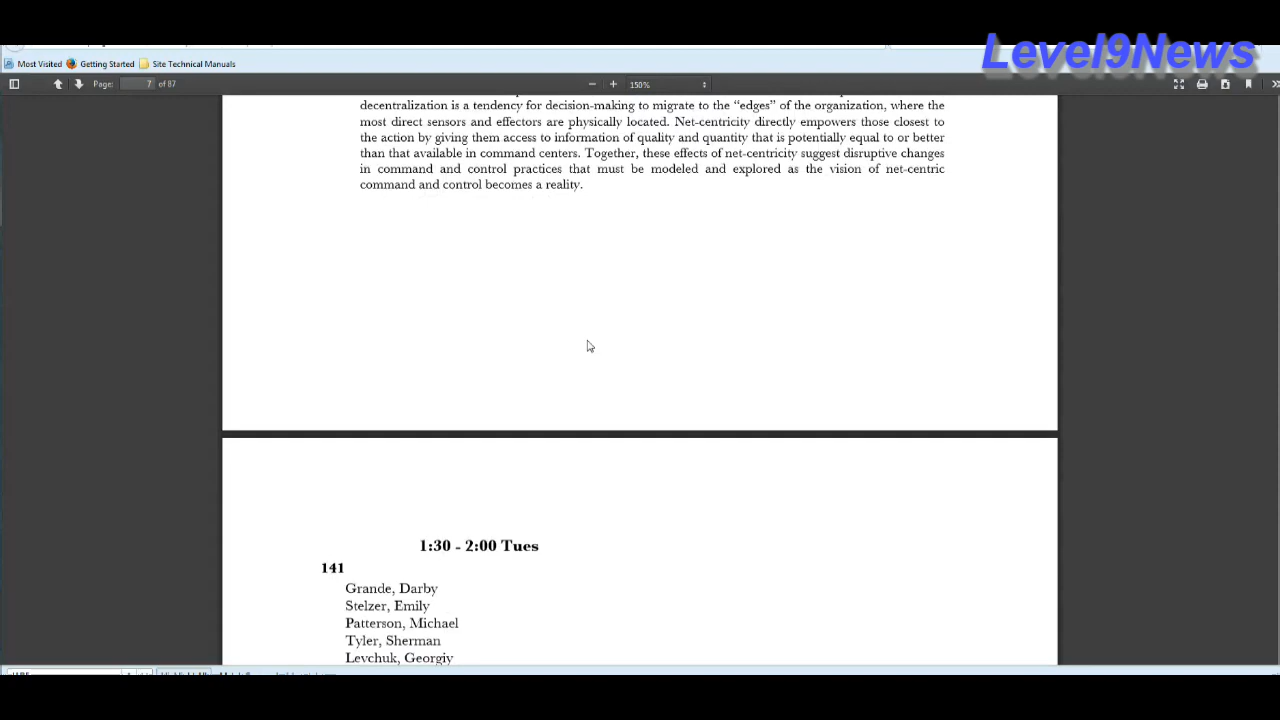 Level9News
Most Visited Getting Started Site Technical Manuals
Page: 7 of 87 150%
decentralization is a tendency for decision-making to migrate to the “edges” of the organization, where the
most direct sensors and effectors are physically located. Net-centricity directly empowers those closest to
the action by giving them access to information of quality and quantity that is potentially equal to or better
than that available in command centers. Together, these effects of net-centricity suggest disruptive changes
in command and control practices that must be modeled and explored as the vision of net-centric
command and control becomes a reality.
1:30 - 2:00 Tues
141
Grande, Darby
Stelzer, Emily
Patterson, Michael
Tyler, Sherman
Levchuk, Georgiy